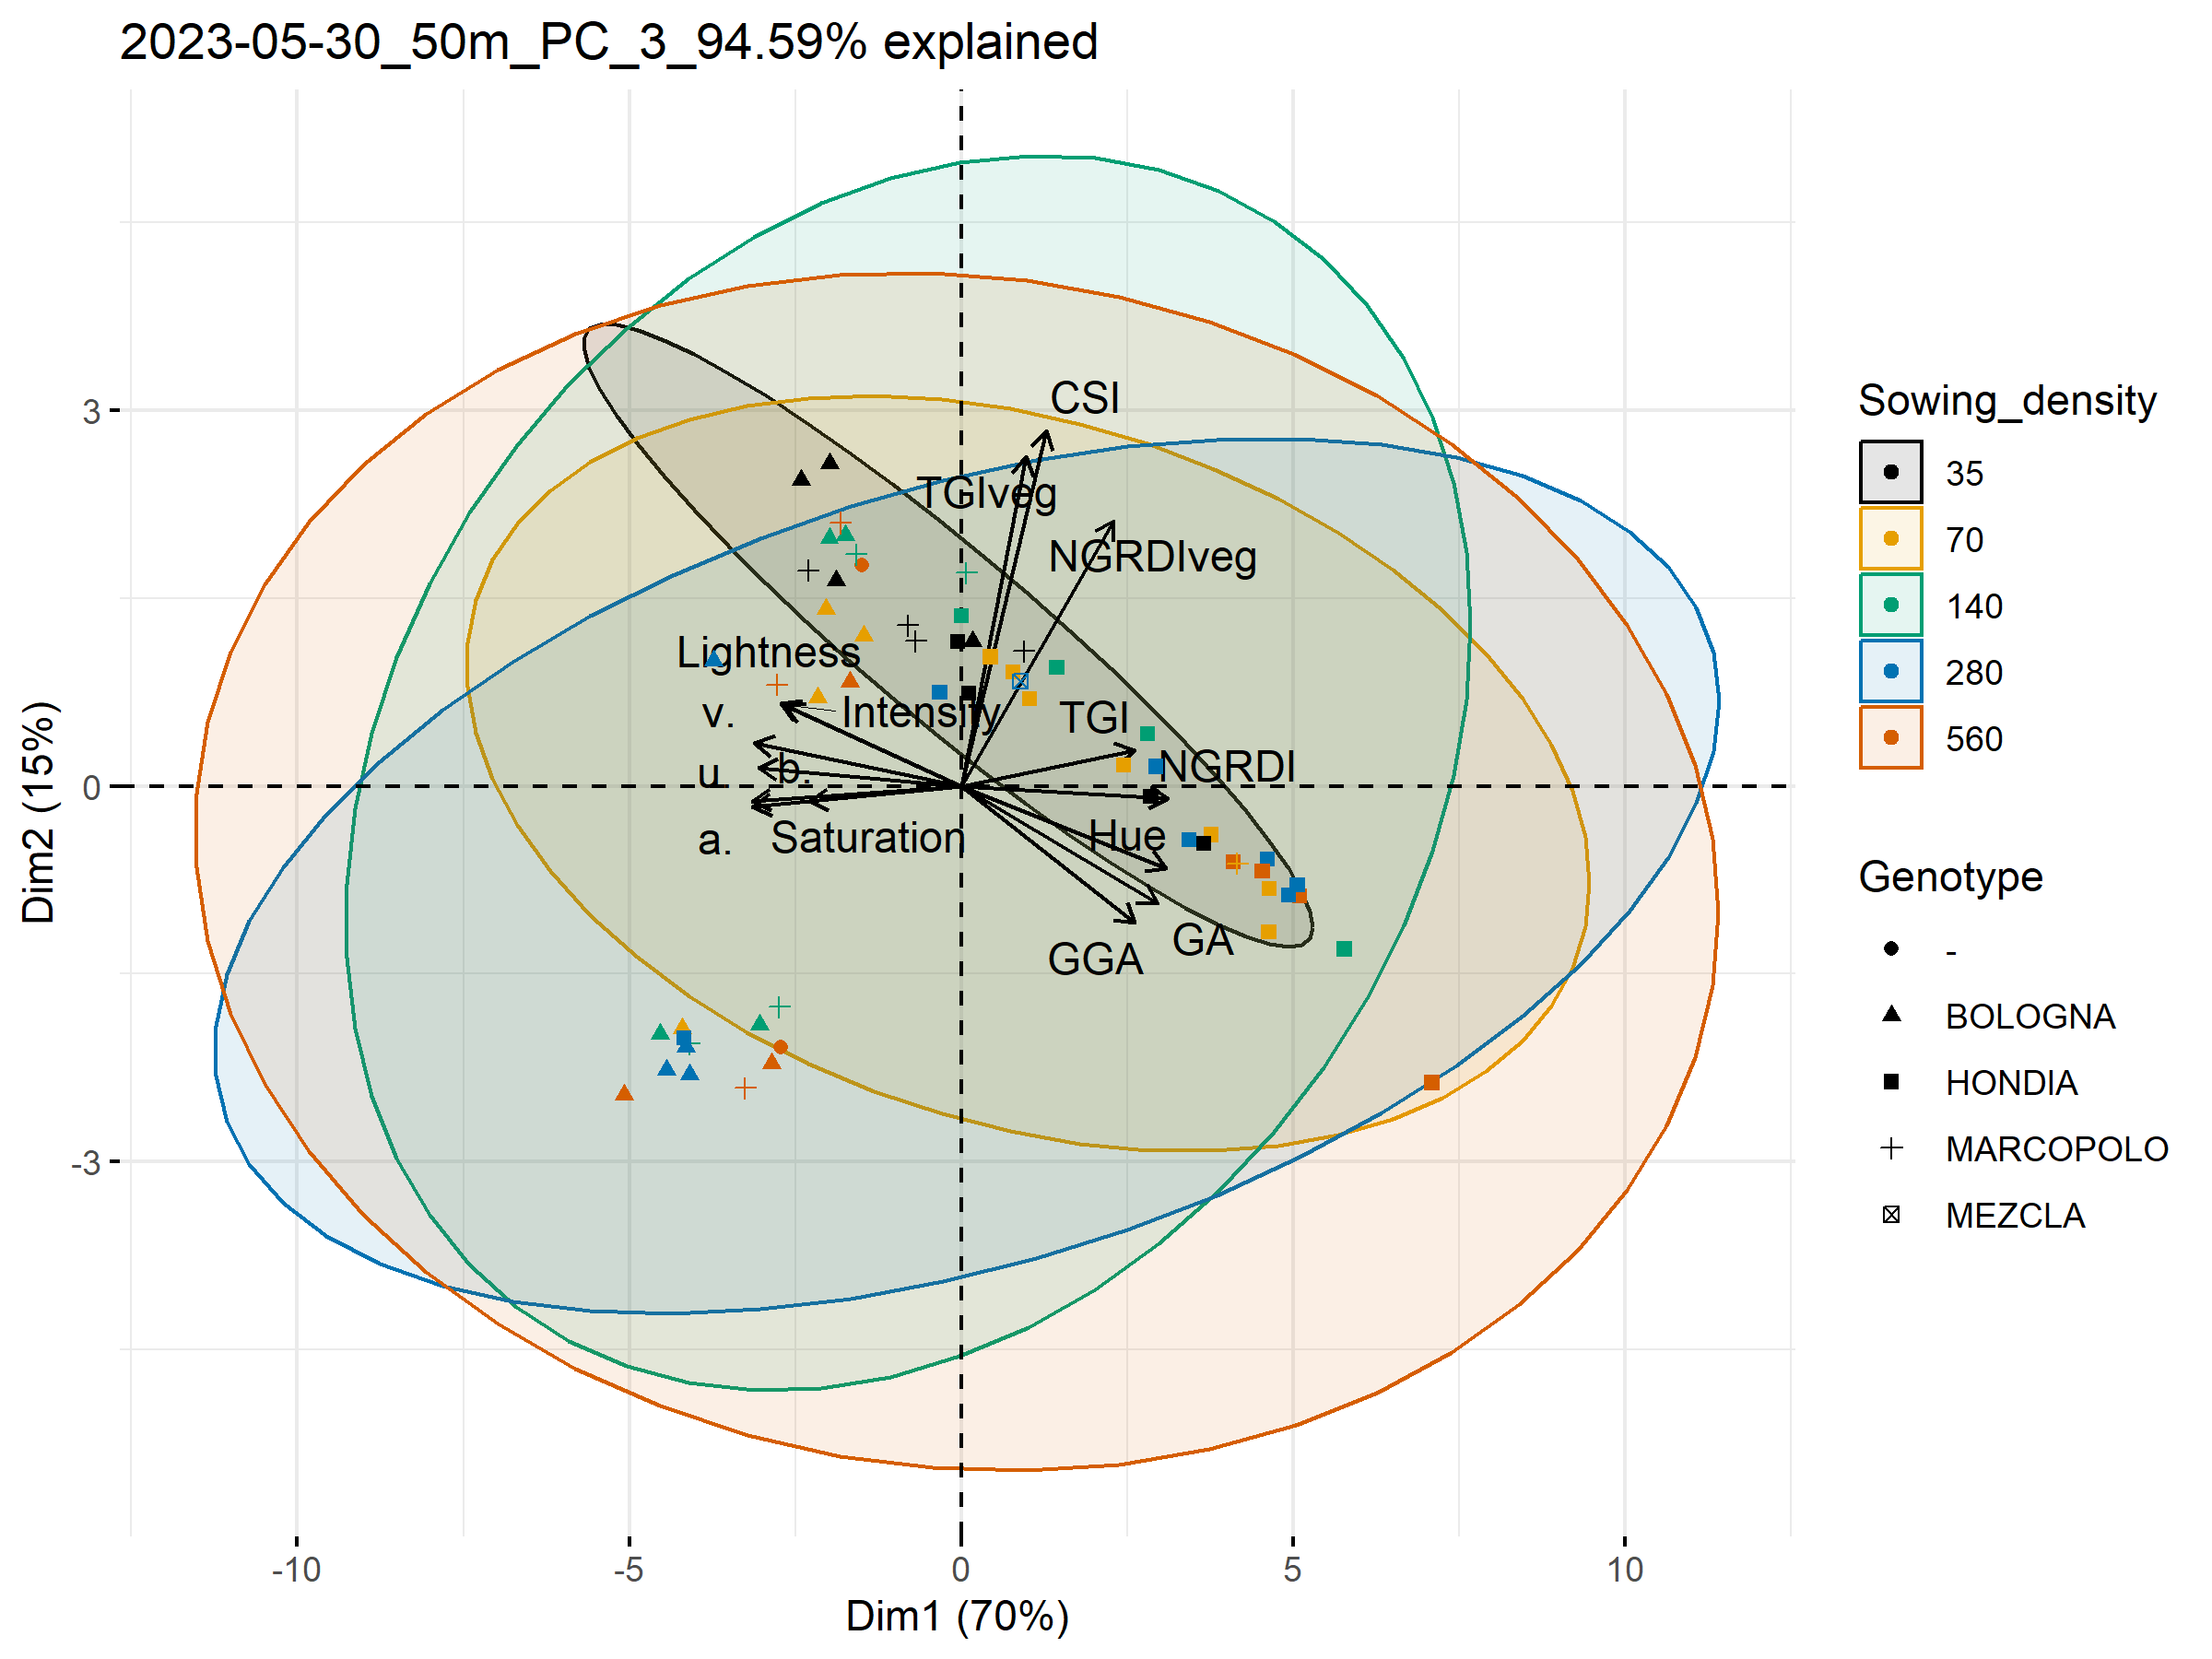 2023-05-30_50m_PC_3_94.59% explained
Dim2 (15%)
3
0
-3
CSI
TGIveg
NGRDIveg
Lightness
v.
Intensity
TGI
u.
b.
NGRDI
a.
Saturation
Hue
GGA
GA
-10
-5
0
5
10
Dim1 (70%)
Sowing_density
35
70
140
280
560
Genotype
-
BOLOGNA
HONDIA
MARCOPOLO
MEZCLA